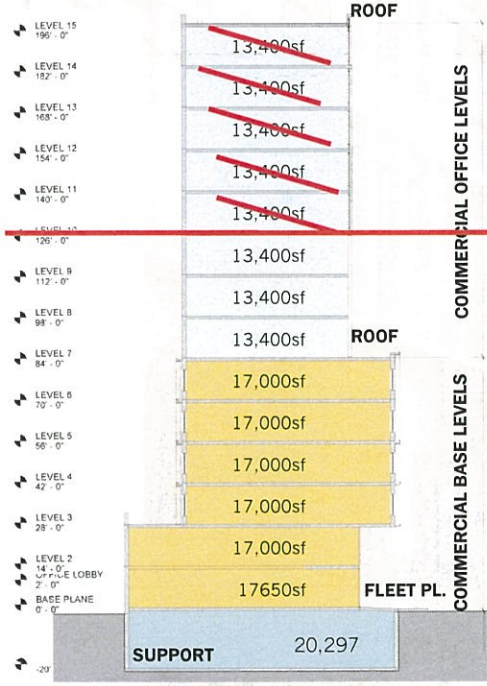 ROOF
LEVEL 15
196' - 0"
13,400sf
LEVEL 14
182' - 0"
13,400sf
LEVEL 13
168' - 0"
13,400sf
LEVEL 12
154' - 0"
13,400sf
LEVEL 11
140' - 0"
13,400sf
LEVEL 10
126' - 0"
13,400sf
LEVEL 9
112' - 0"
13,400sf
LEVEL 8
98' - 0"
13,400sf
COMMERCIAL OFFICE LEVELS
ROOF
LEVEL 7
84' - 0"
17,000sf
LEVEL 6
70' - 0"
17,000sf
LEVEL 5
56' - 0"
17,000sf
LEVEL 4
42' - 0"
17,000sf
LEVEL 3
28' - 0"
17,000sf
LEVEL 2
14' - 0"
OFFICE LOBBY
2' - 0"
17650sf
FLEET PL.
BASE PLANE
0' - 0"
COMMERCIAL BASE LEVELS
SUPPORT
20,297
-20'